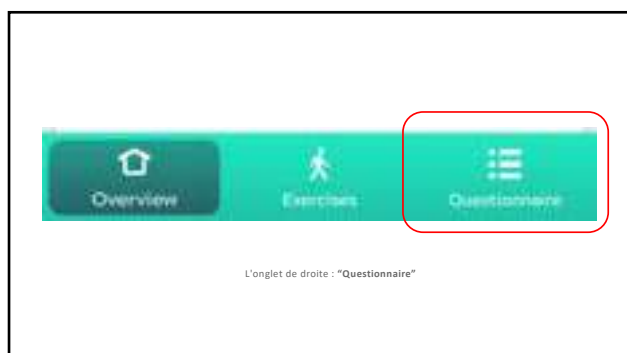 Overview
Exercises
Questionnaire
L'onglet de droite : “Questionnaire”